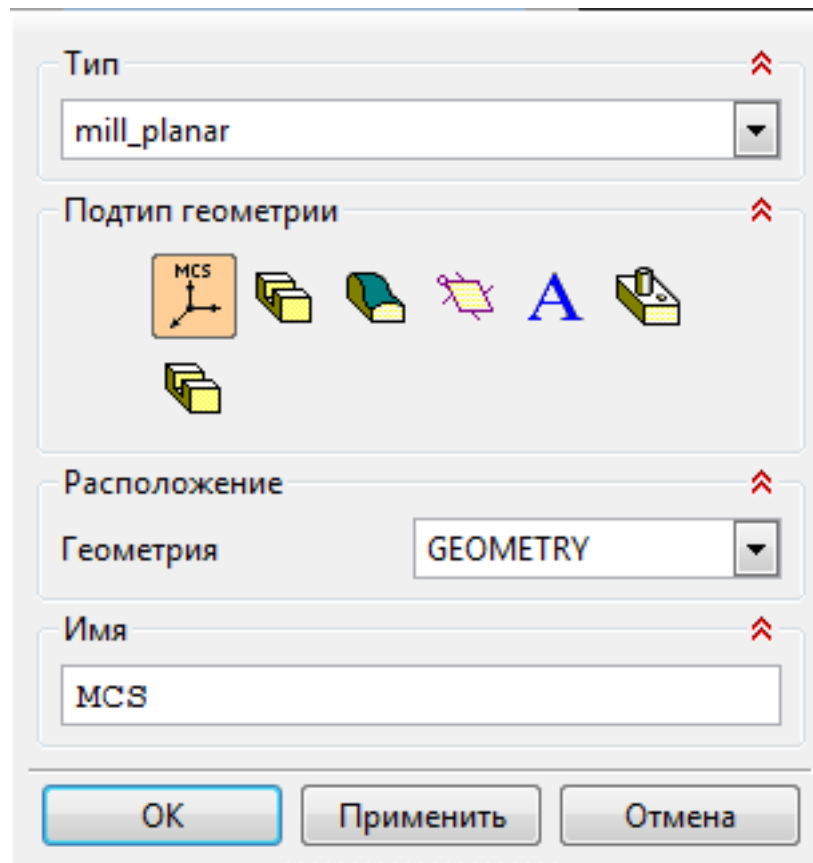 Тип
mill_planar
Подтип геометрии
MCS
A
Расположение
Геометрия GEOMETRY
Имя
MCS
OK Применить Отмена